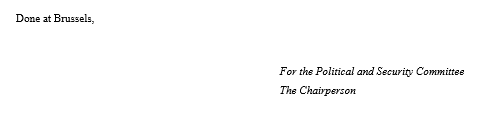 Done at Brussels,
For the Political and Security Committee
The Chairperson